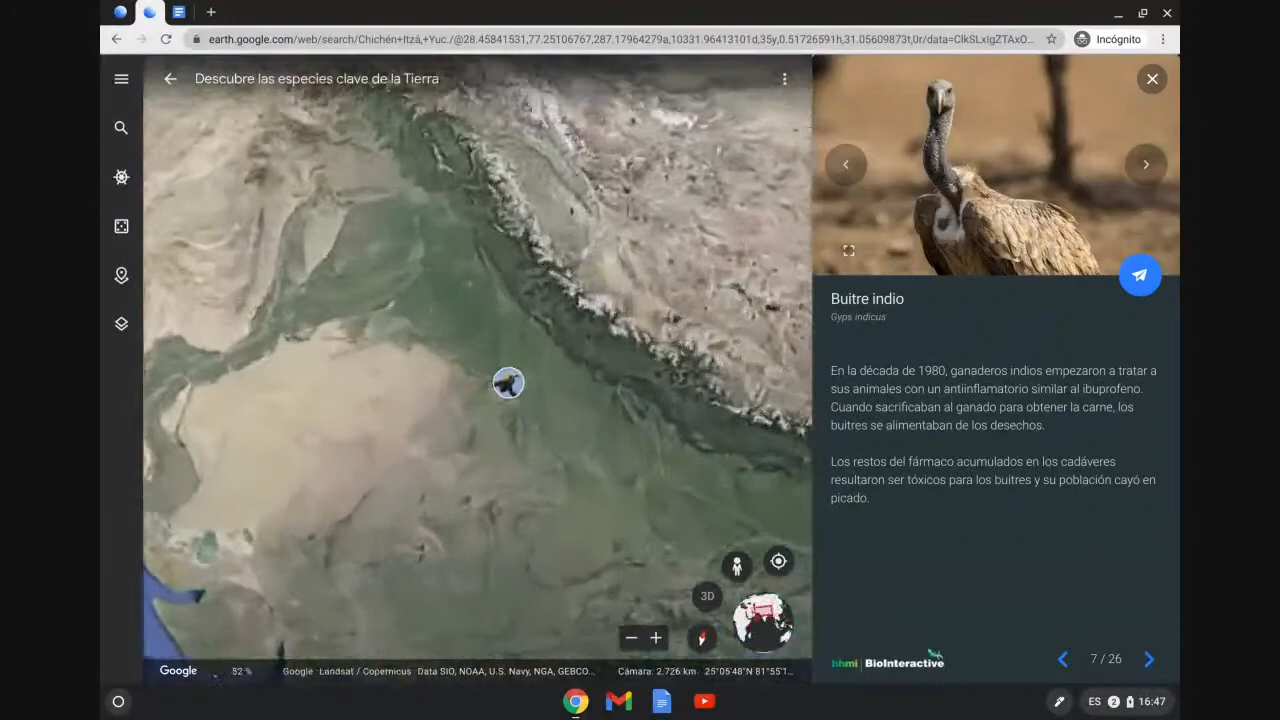 earth.google.com/web/search/Chichén+Itzá,+Yuc./@28.45841531,77.25106767,287.17964279a,10331.96413101d,35y,0.51726591h,31.05609873t,0r/data=CIkSLxIgZTAxO...
Incógnito
Descubre las especies clave de la Tierra
Buitre indio
Gyps indicus
En la década de 1980, ganaderos indios empezaron a tratar a
sus animales con un antiinflamatorio similar al ibuprofeno.
Cuando sacrificaban al ganado para obtener la carne, los
buitres se alimentaban de los desechos.
Los restos del fármaco acumulados en los cadáveres
resultaron ser tóxicos para los buitres y su población cayó en
picado.
3D
hhmi | BioInteractive
7 / 26
Google
52 %
Google Landsat / Copernicus Data SIO, NOAA, U.S. Navy, NGA, GEBCO...
Cámara: 2.726 km 25°05'48"N 81°55'1...
ES
2
16:47